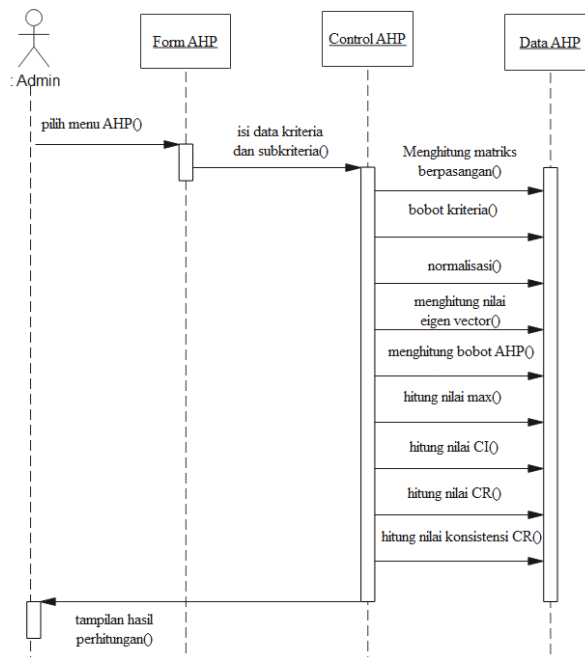 : Admin
Form AHP
Control AHP
Data AHP
pilih menu AHP()
isi data kriteria
dan subkriteria()
Menghitung matriks
berpasangan()
bobot kriteria()
normalisasi()
menghitung nilai
eigen vector()
menghitung bobot AHP()
hitung nilai max()
hitung nilai CI()
hitung nilai CR()
hitung nilai konsistensi CR()
tampilan hasil
perhitungan()